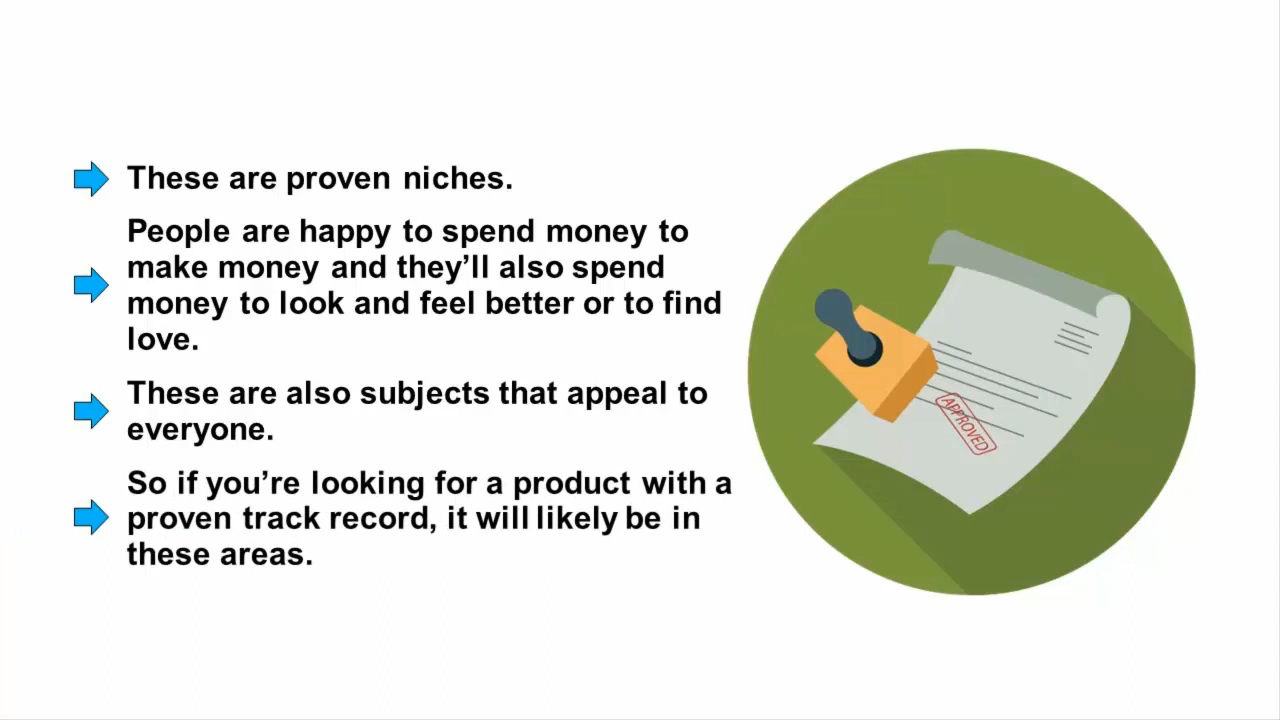 These are proven niches.
People are happy to spend money to
make money and they’ll also spend
money to look and feel better or to find
love.
These are also subjects that appeal to
everyone.
So if you’re looking for a product with a
proven track record, it will likely be in
these areas.
APPROVED